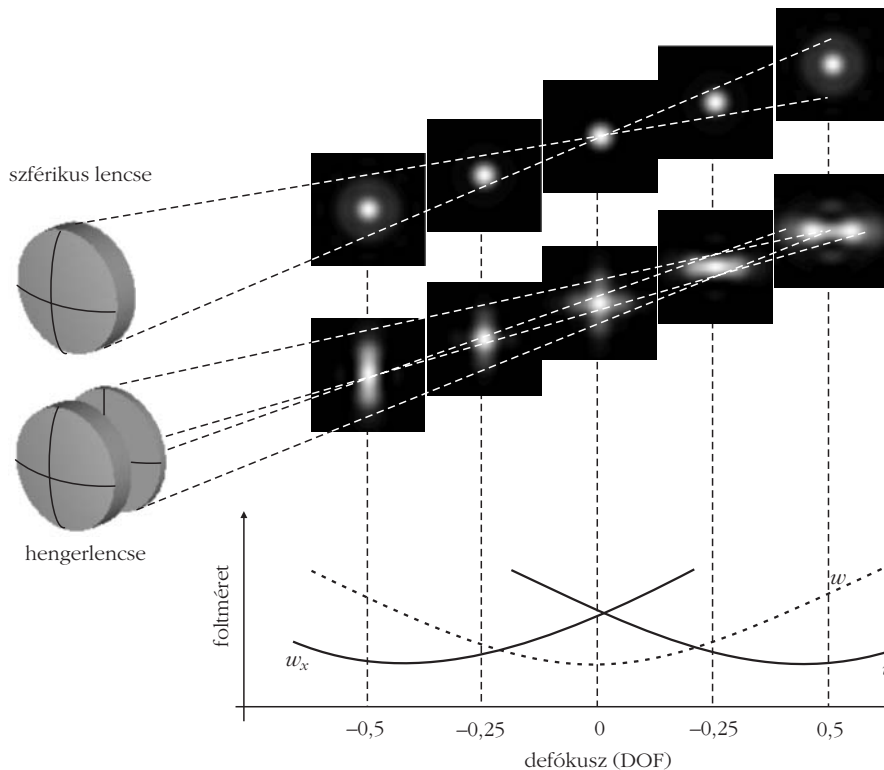 szférikus lencse
hengerlencse
foltméret
w
w_x
–0,5 –0,25 0 –0,25 0,5
defókusz (DOF)